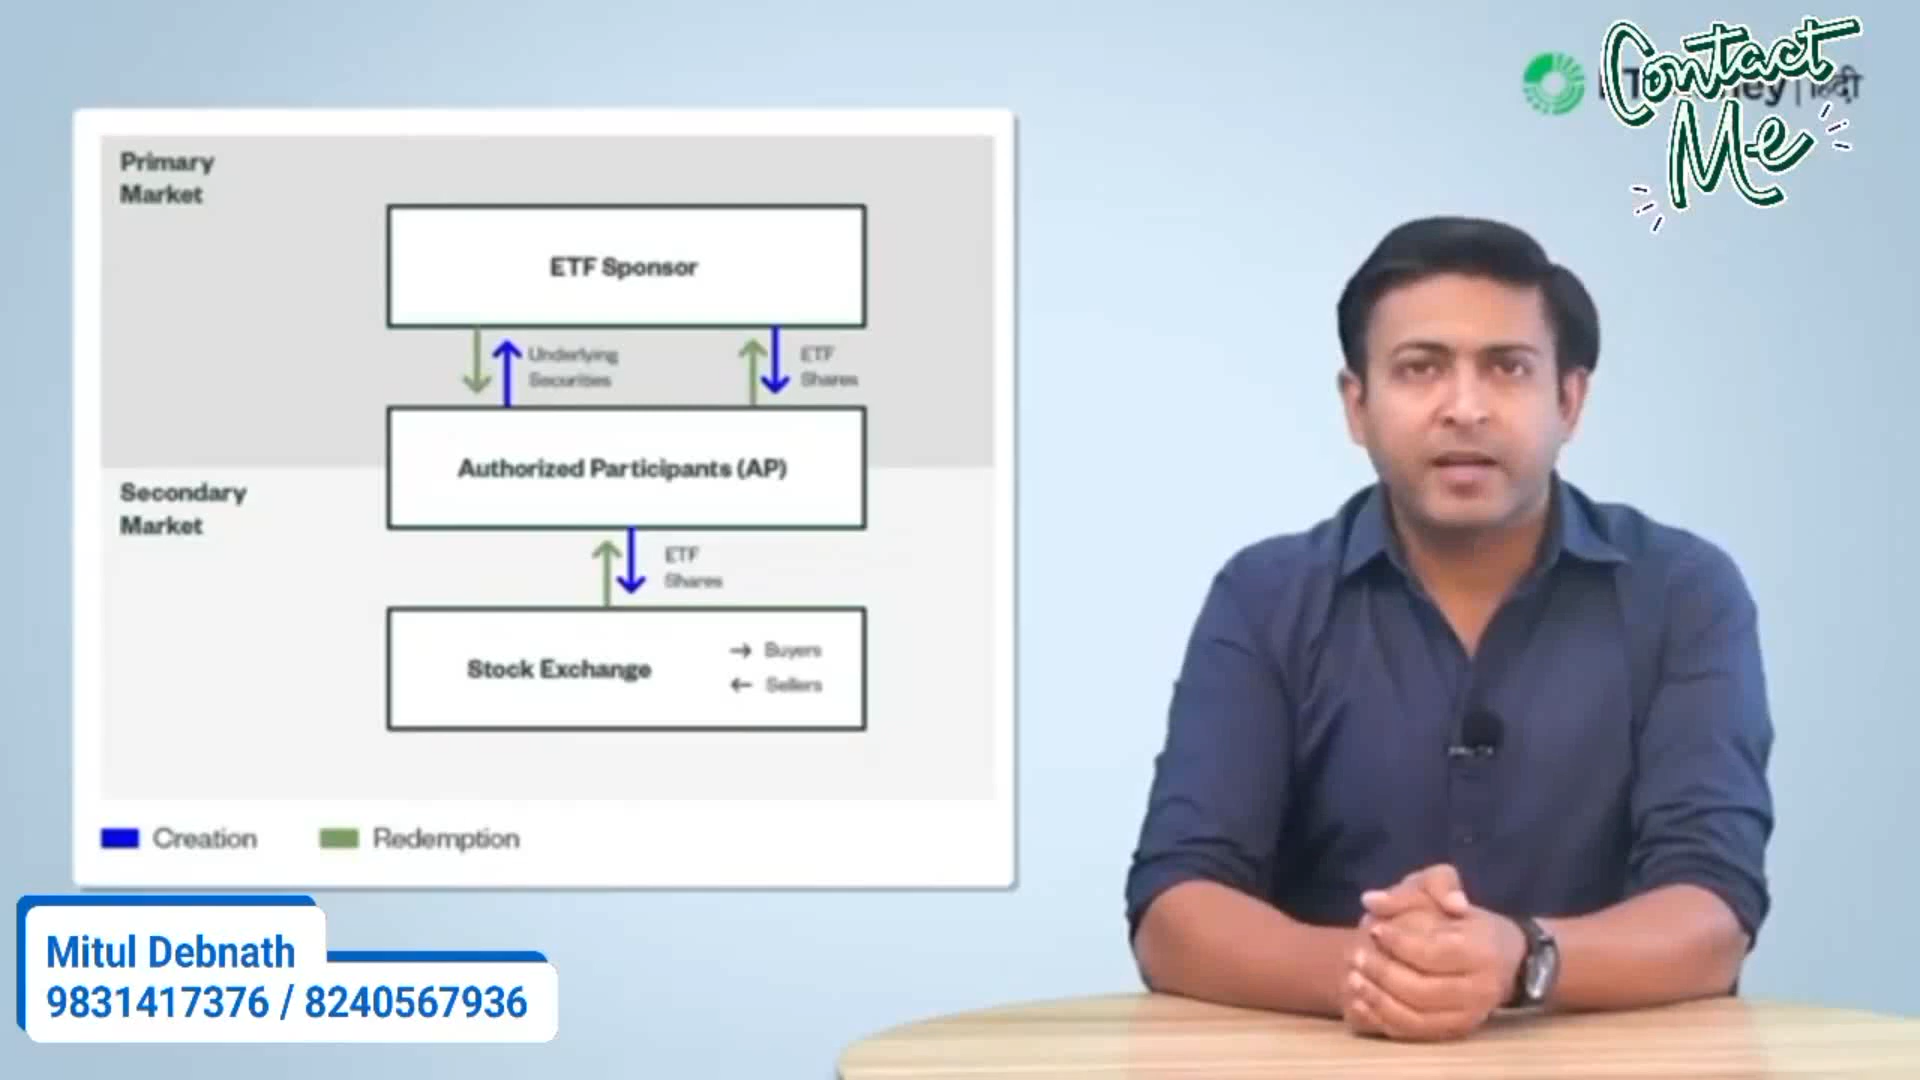 Contact
Me
हिंदी
Primary
Market
ETF Sponsor
Underlying
Securities
ETF
Shares
Authorized Participants (AP)
Secondary
Market
ETF
Shares
Stock Exchange
→ Buyers
← Sellers
Creation
Redemption
Mitul Debnath
9831417376 / 8240567936